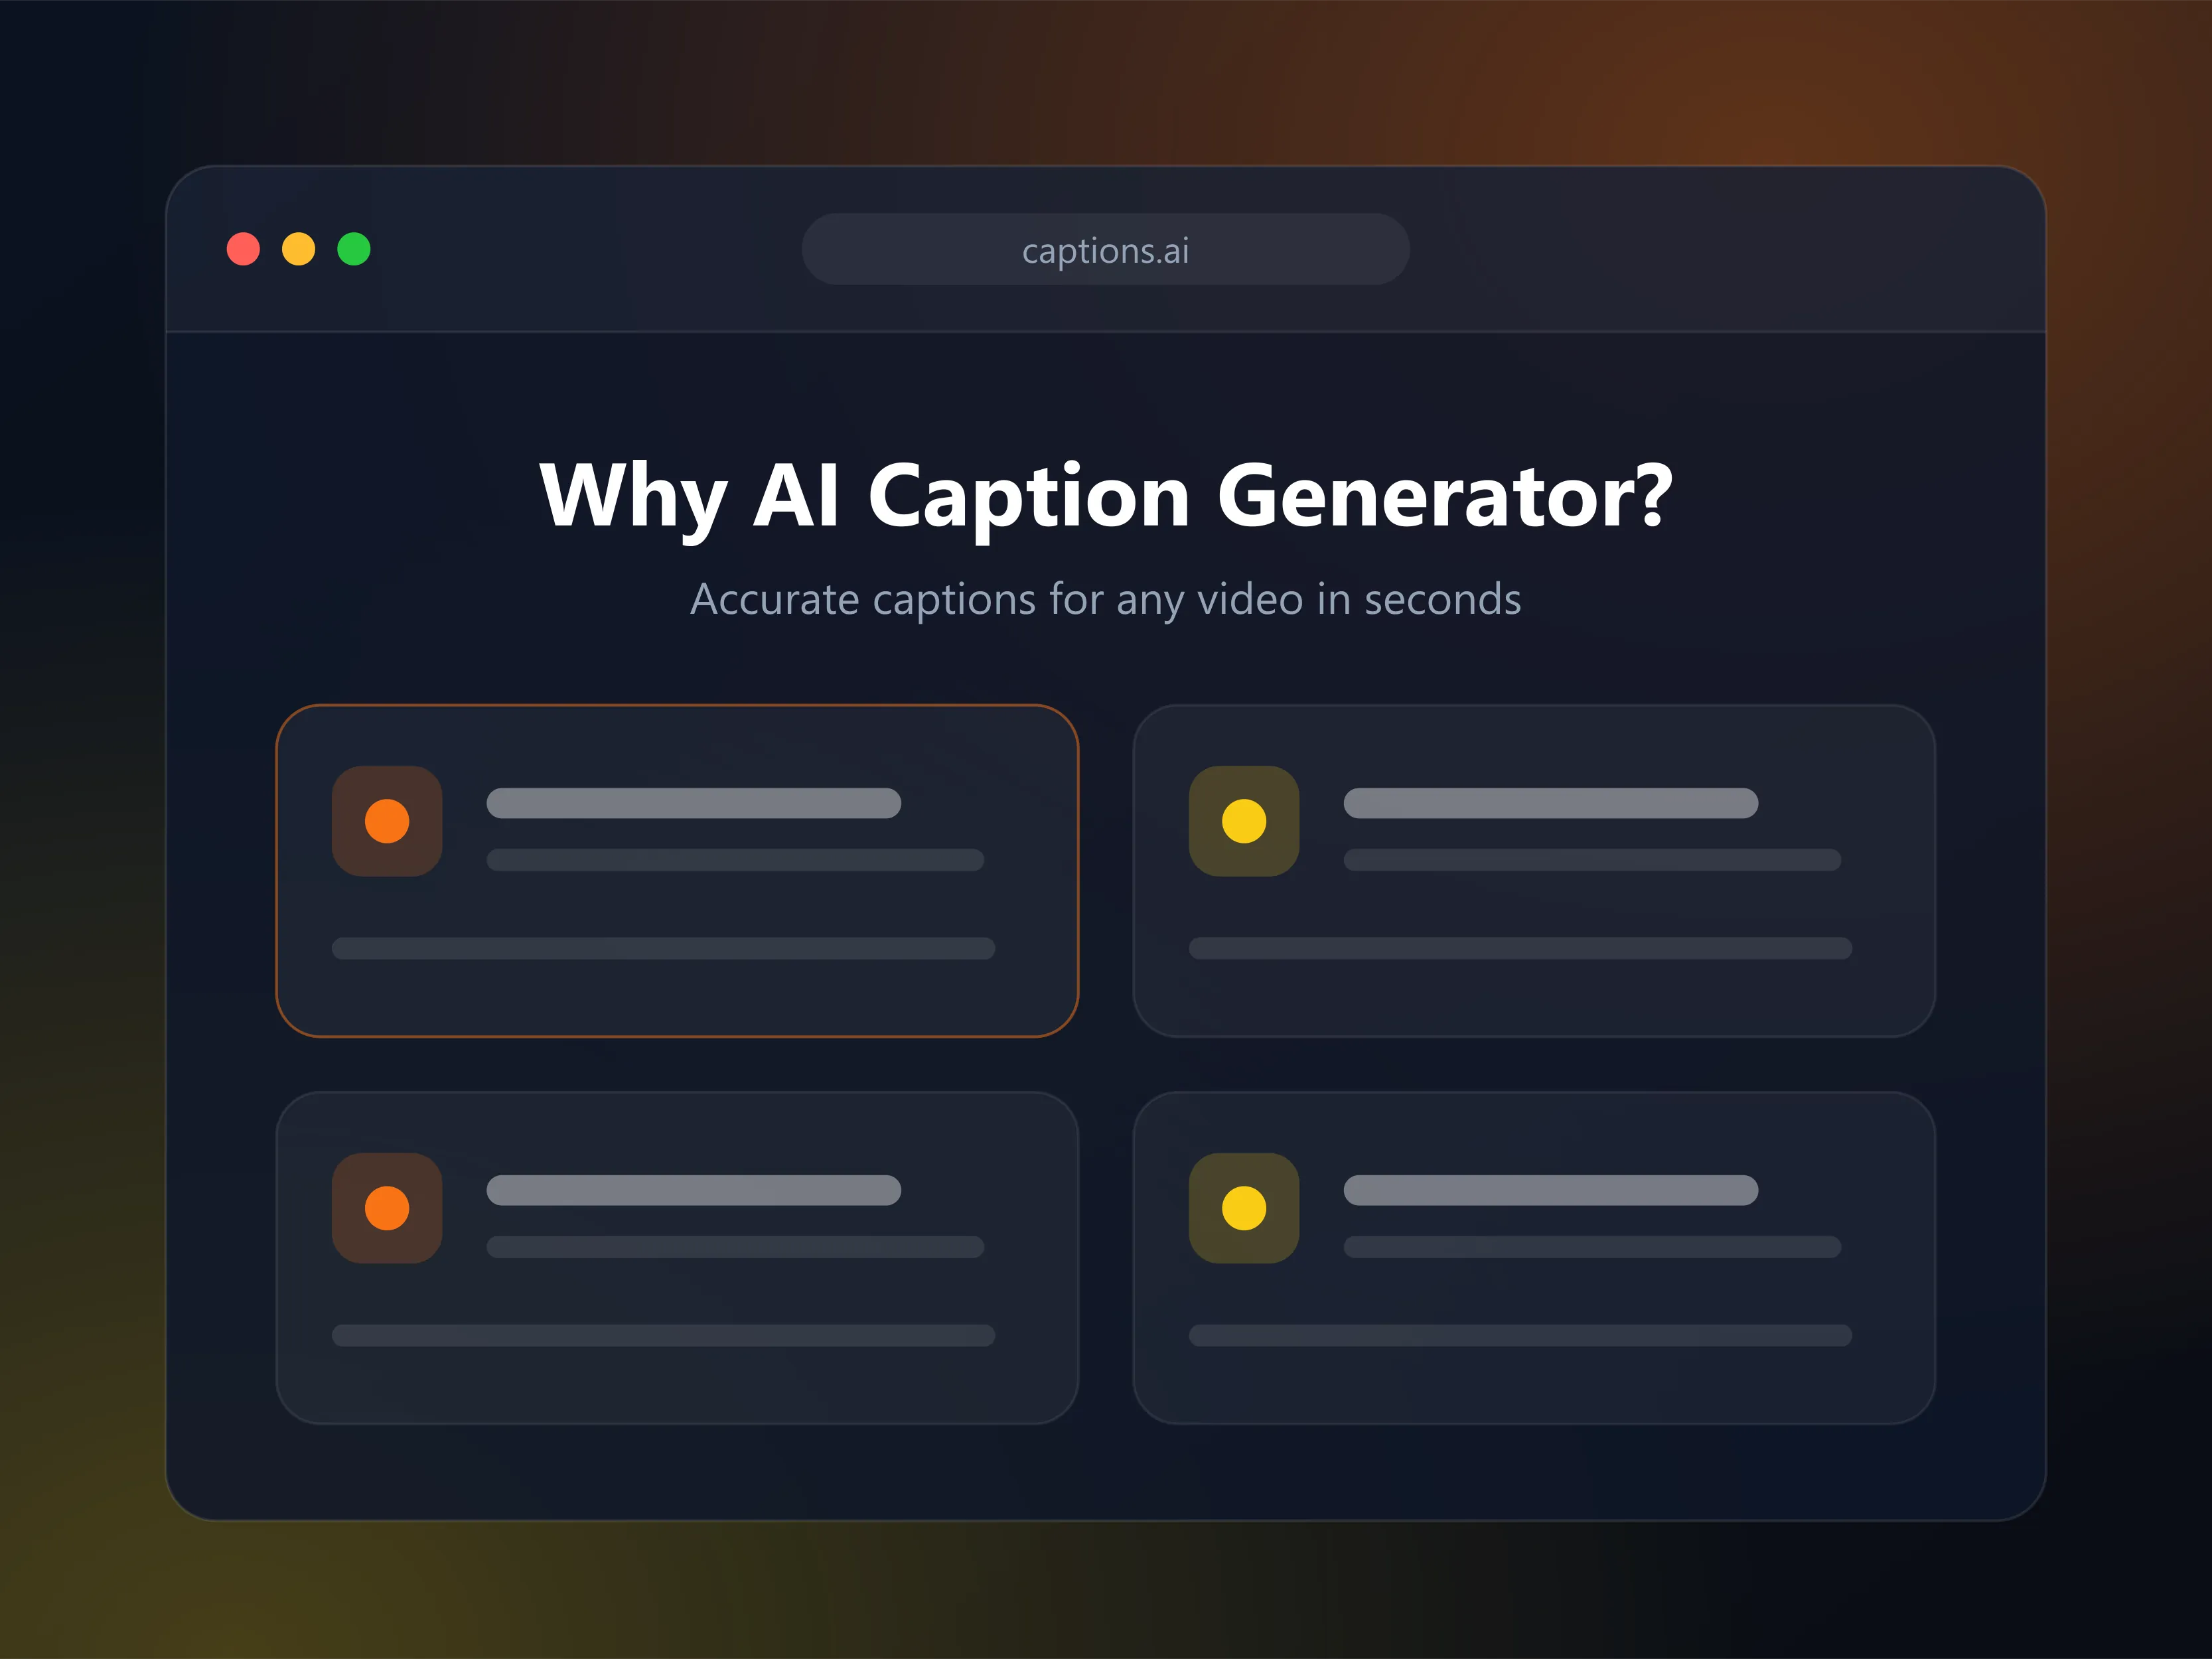 captions.ai
Why AI Caption Generator?
Accurate captions for any video in seconds